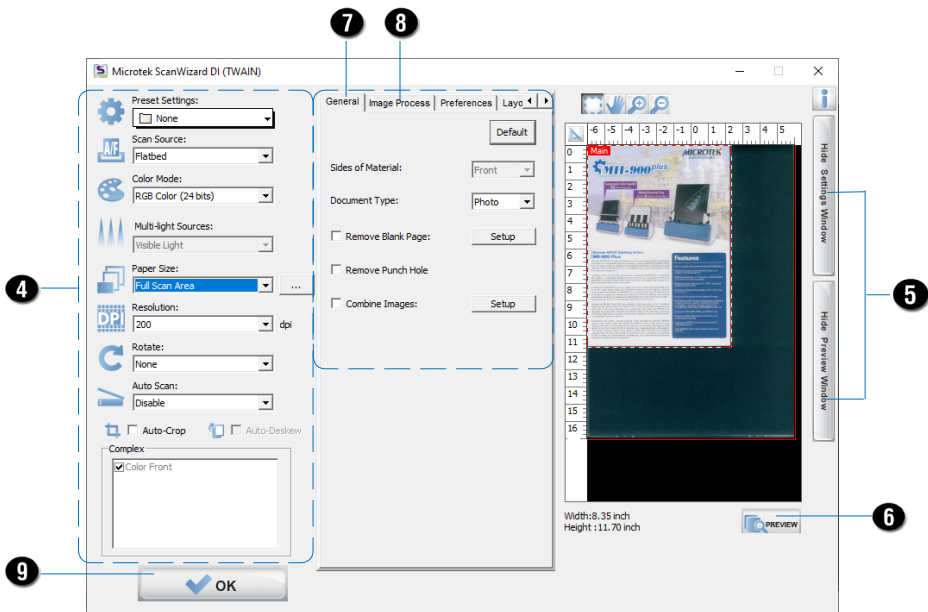 7 8
Microtek ScanWizard DI (TWAIN)
Preset Settings:
None
Scan Source:
A/F
Flatbed
Color Mode:
RGB Color (24 bits)
Multi-light Sources:
Visible Light
Paper Size:
Full Scan Area
...
Resolution:
DPI
200 dpi
Rotate:
None
Auto Scan:
Disable
Auto-Crop Auto-Deskew
Complex
Color Front
OK
4
9
General Image Process Preferences Layo
Default
Sides of Material: Front
Document Type: Photo
Remove Blank Page: Setup
Remove Punch Hole
Combine Images: Setup
-6 -5 -4 -3 -2 -1 0 1 2 3 4 5
0
1
2
3
4
5
6
7
8
9
10
11
12
13
14
15
16
Main
MICROTEK
MII-900 plus
MII-900 Plus
Features
i
Hide Settings Window
Hide Preview Window
5
Width:8.35 inch
Height :11.70 inch
PREVIEW
6